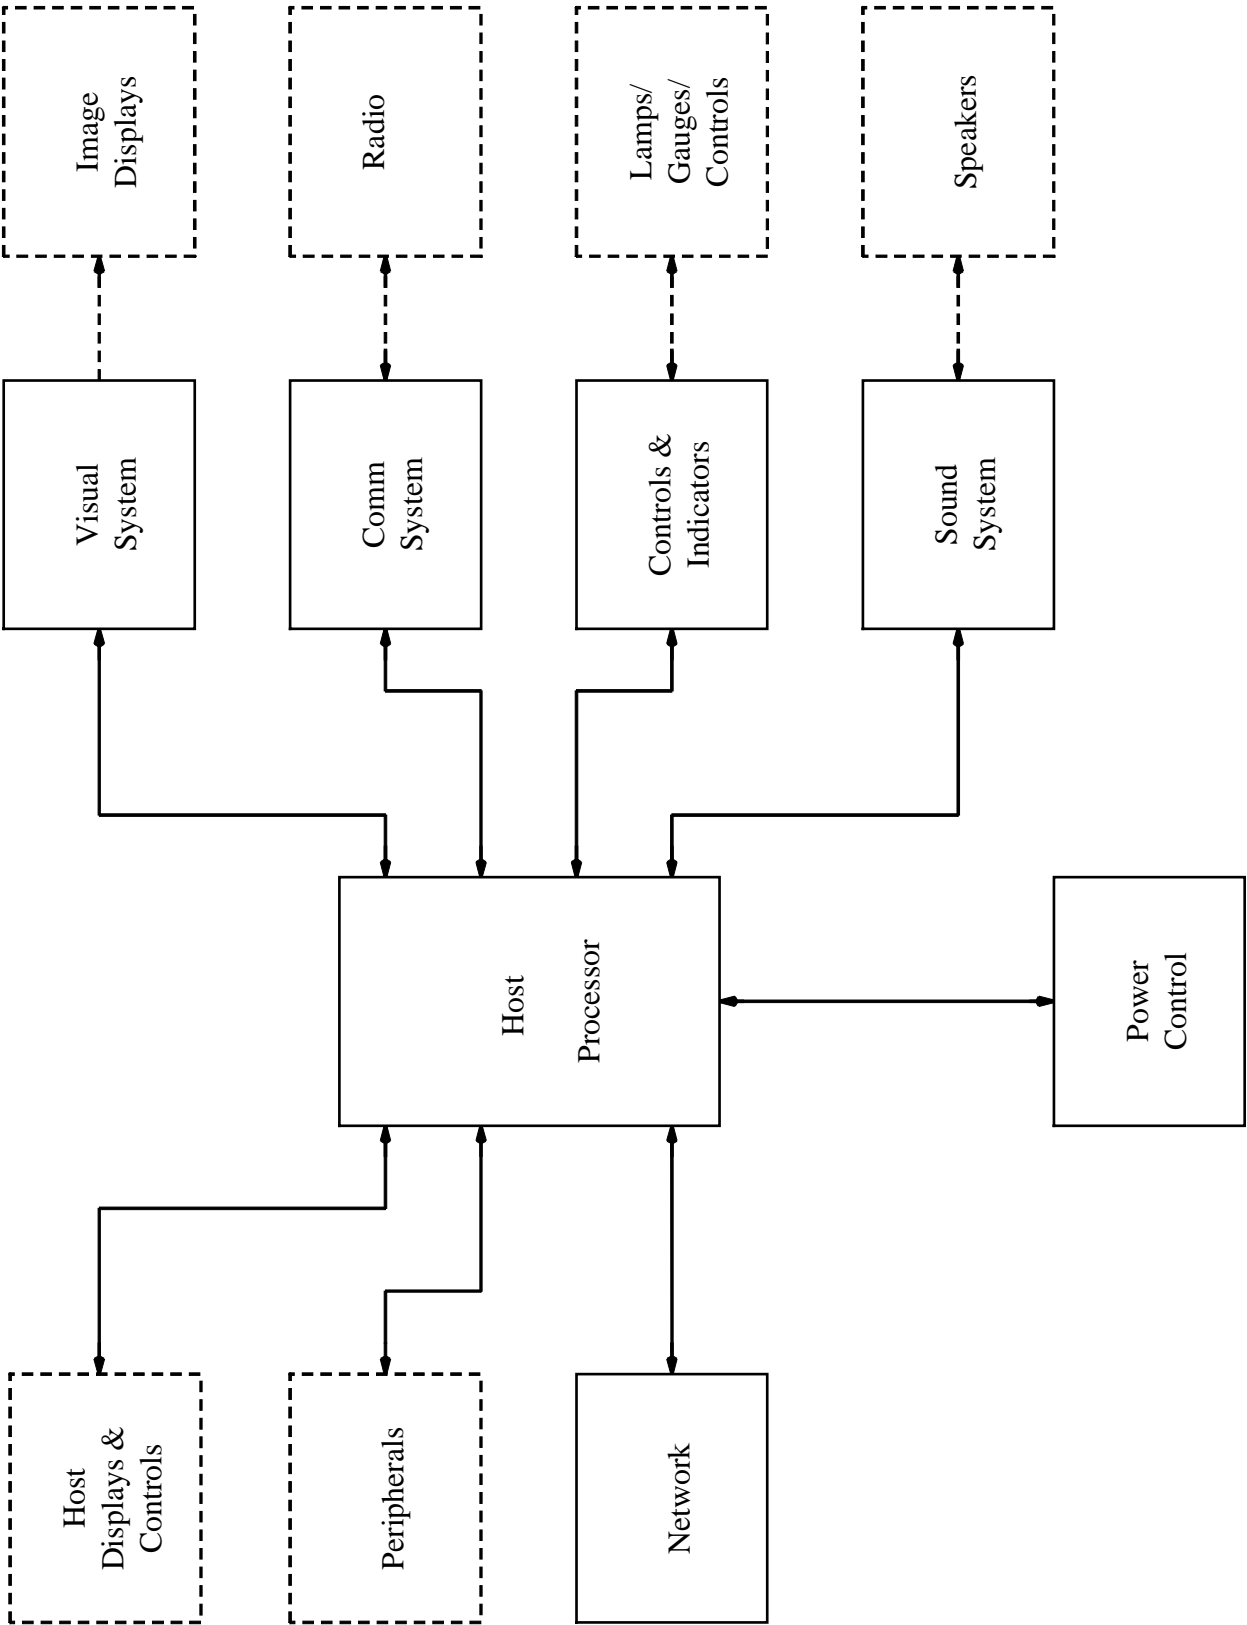 Host
Displays &
Controls
Peripherals
Network
Host
Processor
Power
Control
Visual
System
Comm
System
Controls &
Indicators
Sound
System
Image
Displays
Radio
Lamps/
Gauges/
Controls
Speakers